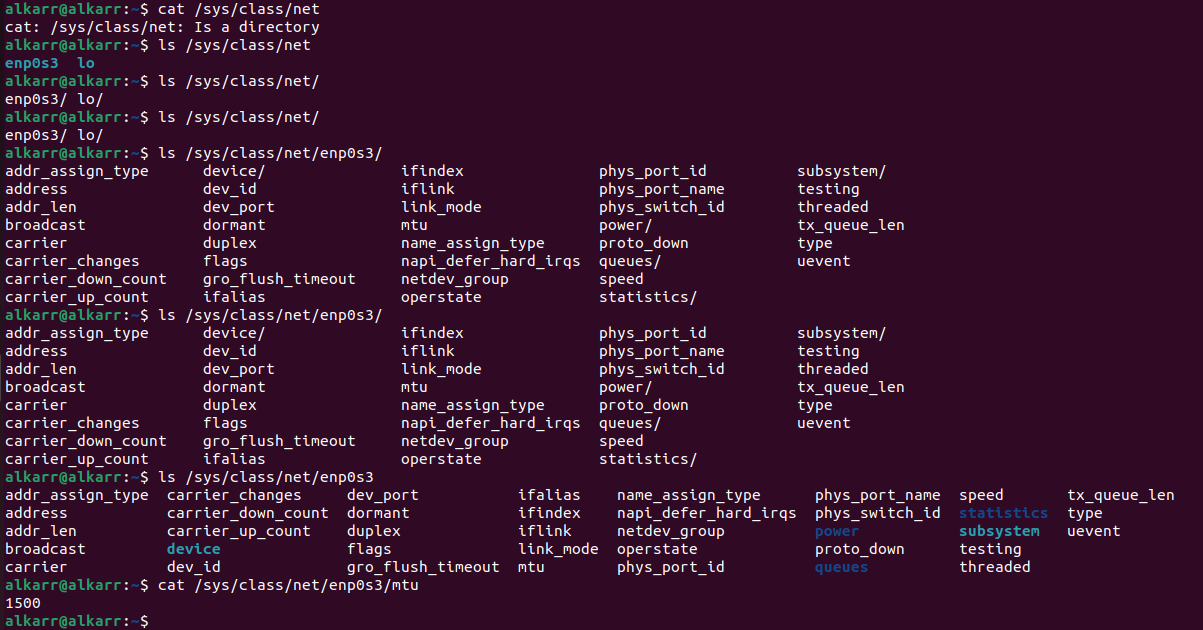 alkarr@alkarr:~$ cat /sys/class/net
cat: /sys/class/net: Is a directory
alkarr@alkarr:~$ ls /sys/class/net
enp0s3  lo
alkarr@alkarr:~$ ls /sys/class/net/
enp0s3/ lo/
alkarr@alkarr:~$ ls /sys/class/net/
enp0s3/ lo/
alkarr@alkarr:~$ ls /sys/class/net/enp0s3/
addr_assign_type      device/               ifindex               phys_port_id          subsystem/
address               dev_id                iflink                phys_port_name        testing
addr_len              dev_port              link_mode             phys_switch_id        threaded
broadcast             dormant               mtu                   power/                tx_queue_len
carrier               duplex                name_assign_type      proto_down            type
carrier_changes       flags                 napi_defer_hard_irqs  queues/               uevent
carrier_down_count    gro_flush_timeout     netdev_group          speed
carrier_up_count      ifalias               operstate             statistics/
alkarr@alkarr:~$ ls /sys/class/net/enp0s3/
addr_assign_type      device/               ifindex               phys_port_id          subsystem/
address               dev_id                iflink                phys_port_name        testing
addr_len              dev_port              link_mode             phys_switch_id        threaded
broadcast             dormant               mtu                   power/                tx_queue_len
carrier               duplex                name_assign_type      proto_down            type
carrier_changes       flags                 napi_defer_hard_irqs  queues/               uevent
carrier_down_count    gro_flush_timeout     netdev_group          speed
carrier_up_count      ifalias               operstate             statistics/
alkarr@alkarr:~$ ls /sys/class/net/enp0s3
addr_assign_type  carrier_changes     dev_port           ifalias    name_assign_type      phys_port_name  speed       tx_queue_len
address           carrier_down_count  dormant            ifindex    napi_defer_hard_irqs  phys_switch_id  statistics  type
addr_len          carrier_up_count    duplex             iflink     netdev_group          power           subsystem   uevent
broadcast         device              flags              link_mode  operstate             proto_down      testing
carrier           dev_id              gro_flush_timeout  mtu        phys_port_id          queues          threaded
alkarr@alkarr:~$ cat /sys/class/net/enp0s3/mtu
1500
alkarr@alkarr:~$